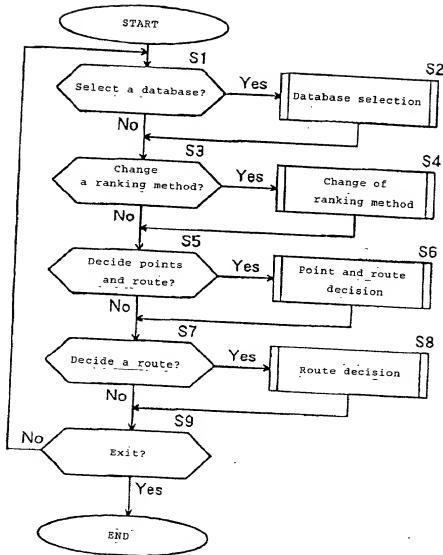 START
S1
Select a database?
Yes
S2
Database selection
No
S3
Change
a ranking method?
Yes
S4
Change of
ranking method
No
S5
Decide points
and route?
Yes
S6
Point and route
decision
No
S7
Decide a route?
Yes
S8
Route decision
No
S9
No
Exit?
Yes
END